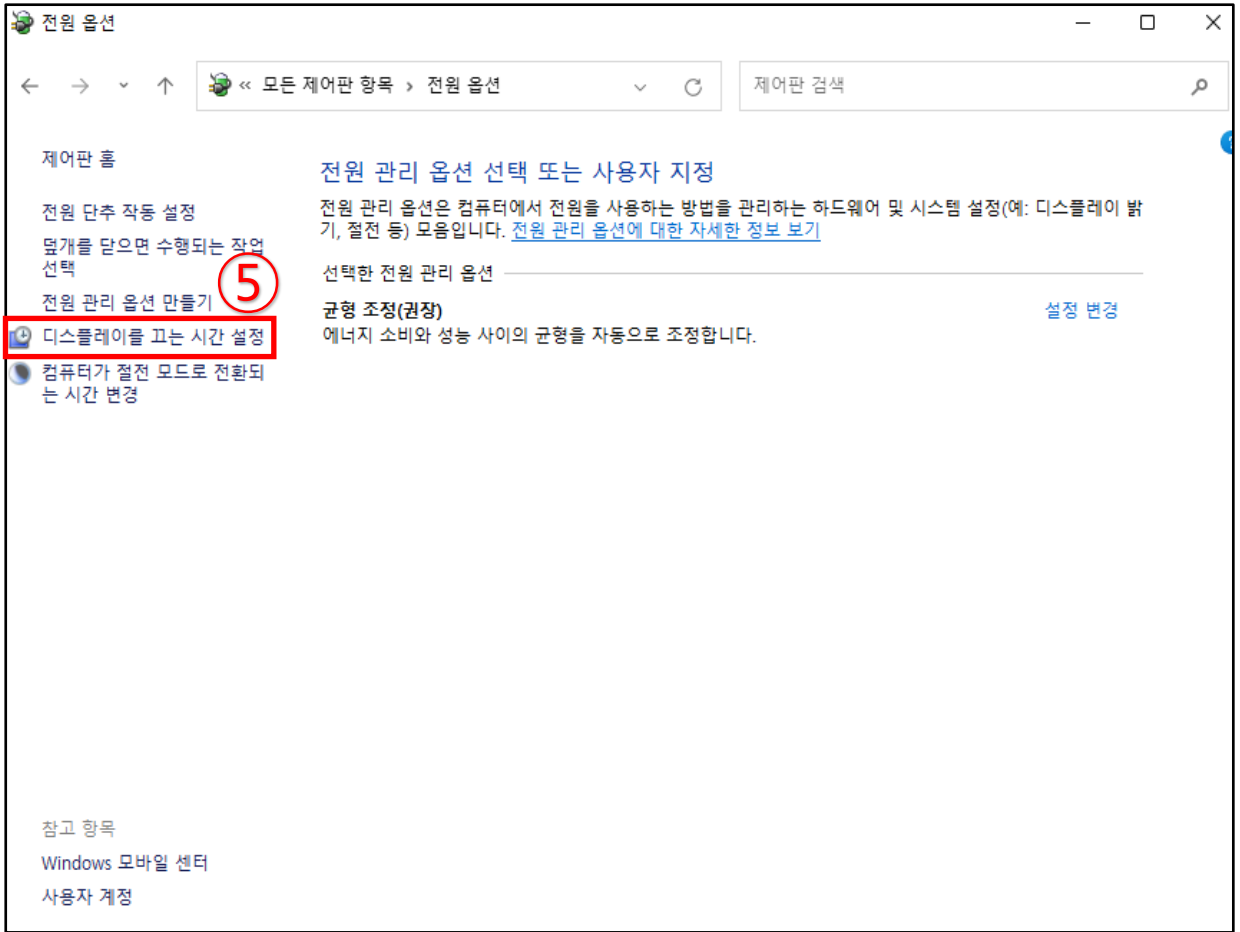 전원 옵션
« 모든 제어판 항목 › 전원 옵션
제어판 검색
제어판 홈
전원 단추 작동 설정
덮개를 닫으면 수행되는 작업
선택
전원 관리 옵션 만들기
⑤
디스플레이를 끄는 시간 설정
컴퓨터가 절전 모드로 전환되
는 시간 변경
전원 관리 옵션 선택 또는 사용자 지정
전원 관리 옵션은 컴퓨터에서 전원을 사용하는 방법을 관리하는 하드웨어 및 시스템 설정(예: 디스플레이 밝
기, 절전 등) 모음입니다. 전원 관리 옵션에 대한 자세한 정보 보기
선택한 전원 관리 옵션
균형 조정(권장)
설정 변경
에너지 소비와 성능 사이의 균형을 자동으로 조정합니다.
참고 항목
Windows 모바일 센터
사용자 계정